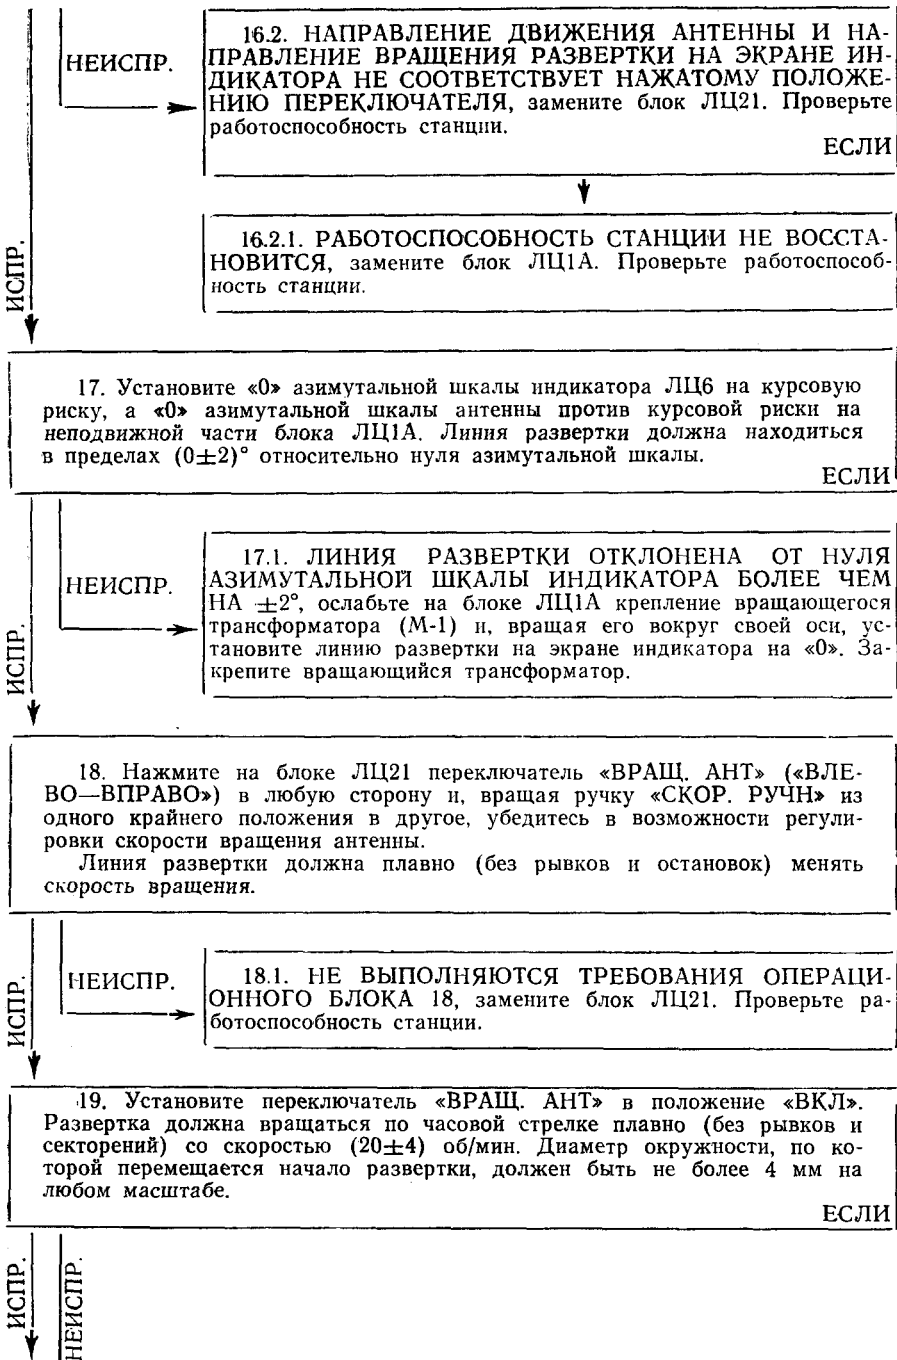 16.2. НАПРАВЛЕНИЕ ДВИЖЕНИЯ АНТЕННЫ И НА-
ПРАВЛЕНИЕ ВРАЩЕНИЯ РАЗВЕРТКИ НА ЭКРАНЕ ИН-
ДИКАТОРА НЕ СООТВЕТСТВУЕТ НАЖАТОМУ ПОЛОЖЕ-
НИЮ ПЕРЕКЛЮЧАТЕЛЯ, замените блок ЛЦ21. Проверьте
работоспособность станции.
ЕСЛИ
НЕИСПР.
16.2.1. РАБОТОСПОСОБНОСТЬ СТАНЦИИ НЕ ВОССТА-
НОВИТСЯ, замените блок ЛЦ1А. Проверьте работоспособ-
ность станции.
ИСПР.
17. Установите «0» азимутальной шкалы индикатора ЛЦ6 на курсовую
риску, а «0» азимутальной шкалы антенны против курсовой риски на
неподвижной части блока ЛЦ1А. Линия развертки должна находиться
в пределах (0±2)° относительно нуля азимутальной шкалы.
ЕСЛИ
НЕИСПР.
17.1. ЛИНИЯ РАЗВЕРТКИ ОТКЛОНЕНА ОТ НУЛЯ
АЗИМУТАЛЬНОЙ ШКАЛЫ ИНДИКАТОРА БОЛЕЕ ЧЕМ
НА ±2°, ослабьте на блоке ЛЦ1А крепление вращающегося
трансформатора (М-1) и, вращая его вокруг своей оси, ус-
тановите линию развертки на экране индикатора на «0». За-
крепите вращающийся трансформатор.
ИСПР.
18. Нажмите на блоке ЛЦ21 переключатель «ВРАЩ. АНТ» («ВЛЕ-
ВО—ВПРАВО») в любую сторону и, вращая ручку «СКОР. РУЧН» из
одного крайнего положения в другое, убедитесь в возможности регули-
ровки скорости вращения антенны.
Линия развертки должна плавно (без рывков и остановок) менять
скорость вращения.
НЕИСПР.
18.1. НЕ ВЫПОЛНЯЮТСЯ ТРЕБОВАНИЯ ОПЕРАЦИ-
ОННОГО БЛОКА 18, замените блок ЛЦ21. Проверьте ра-
ботоспособность станции.
ИСПР.
19. Установите переключатель «ВРАЩ. АНТ» в положение «ВКЛ».
Развертка должна вращаться по часовой стрелке плавно (без рывков и
секторений) со скоростью (20±4) об/мин. Диаметр окружности, по ко-
торой перемещается начало развертки, должен быть не более 4 мм на
любом масштабе.
ЕСЛИ
ИСПР.
НЕИСПР.